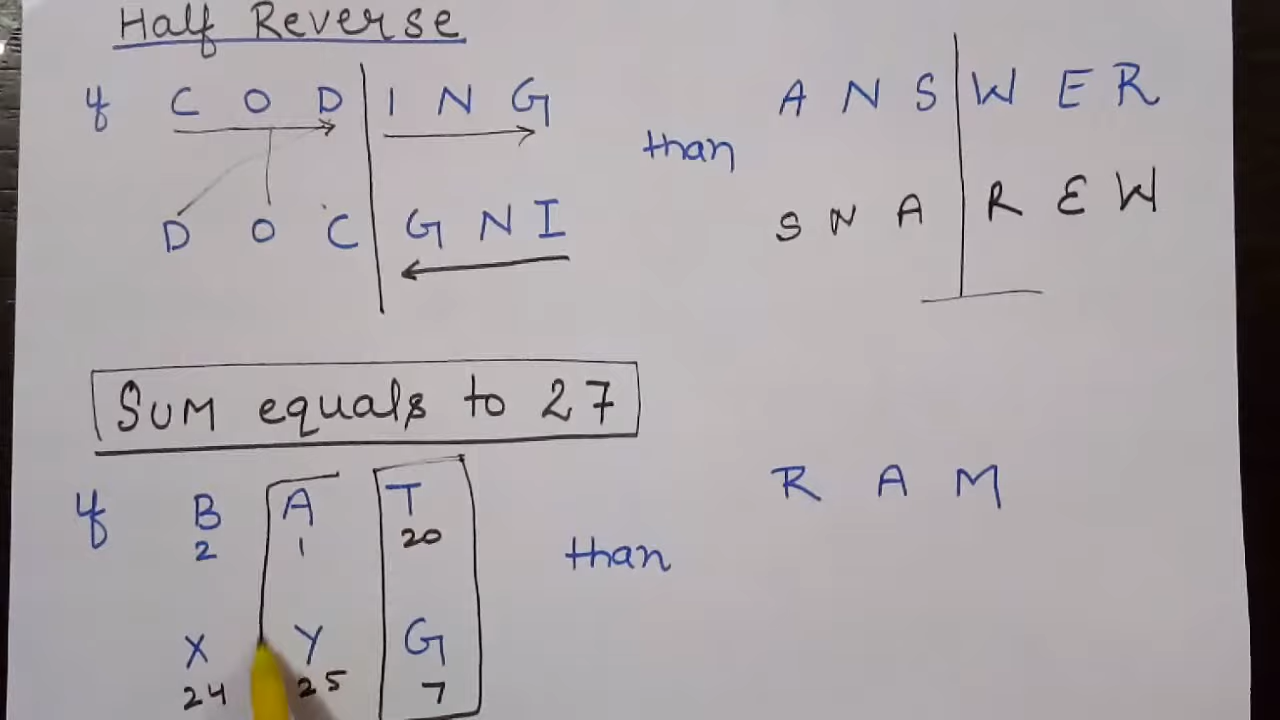 Half Reverse
If C O D I N G than A N S W E R
D O C G N I S N A R E W
Sum equals to 27
If B A T than R A M
2 1 20
X Y G
24 25 7